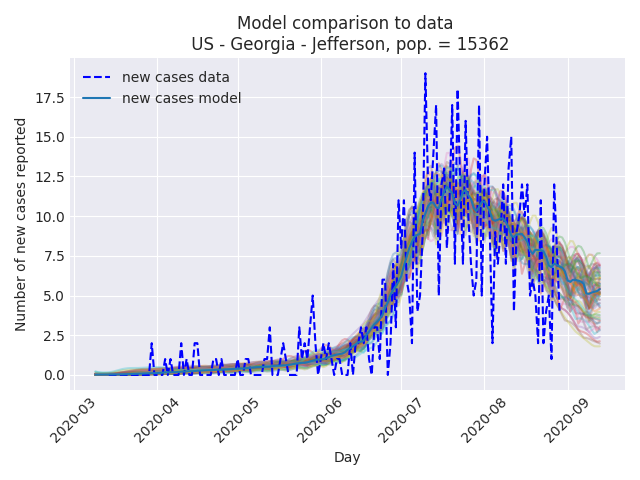 Model comparison to data
US - Georgia - Jefferson, pop. = 15362
new cases data
new cases model
Number of new cases reported
17.5
15.0
12.5
10.0
7.5
5.0
2.5
0.0
2020-03
2020-04
2020-05
2020-06
2020-07
2020-08
2020-09
Day